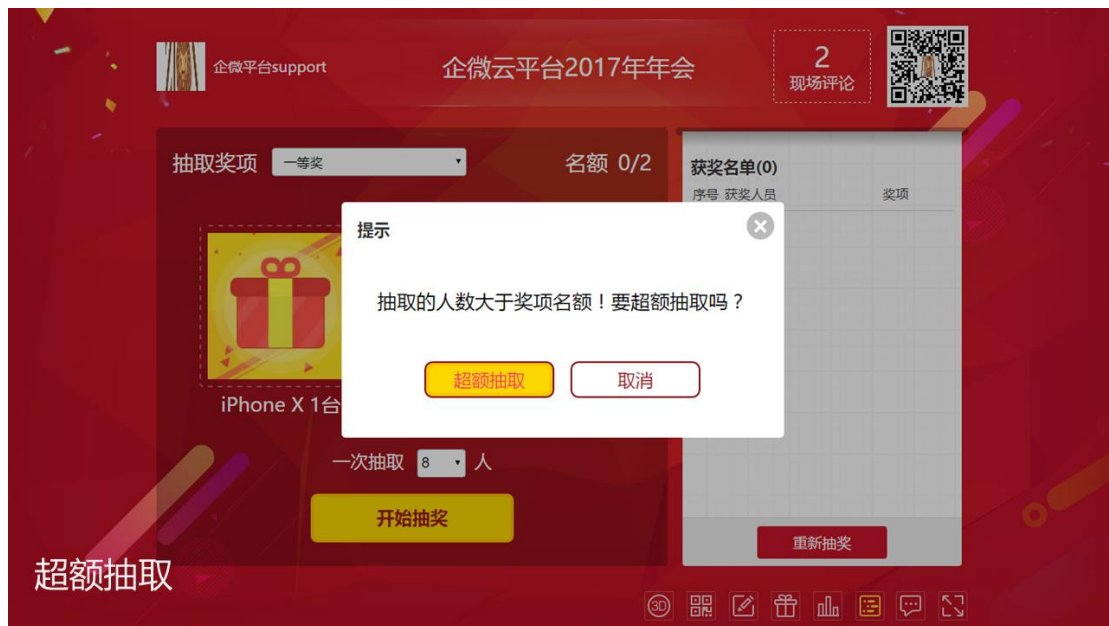 企微平台support
企微云平台2017年年会
2
现场评论
抽取奖项
一等奖
名额 0/2
获奖名单(0)
序号 获奖人员 奖项
提示
抽取的人数大于奖项名额！要超额抽取吗？
超额抽取
取消
iPhone X 1台
一次抽取 8 人
开始抽奖
重新抽奖
超额抽取
3D